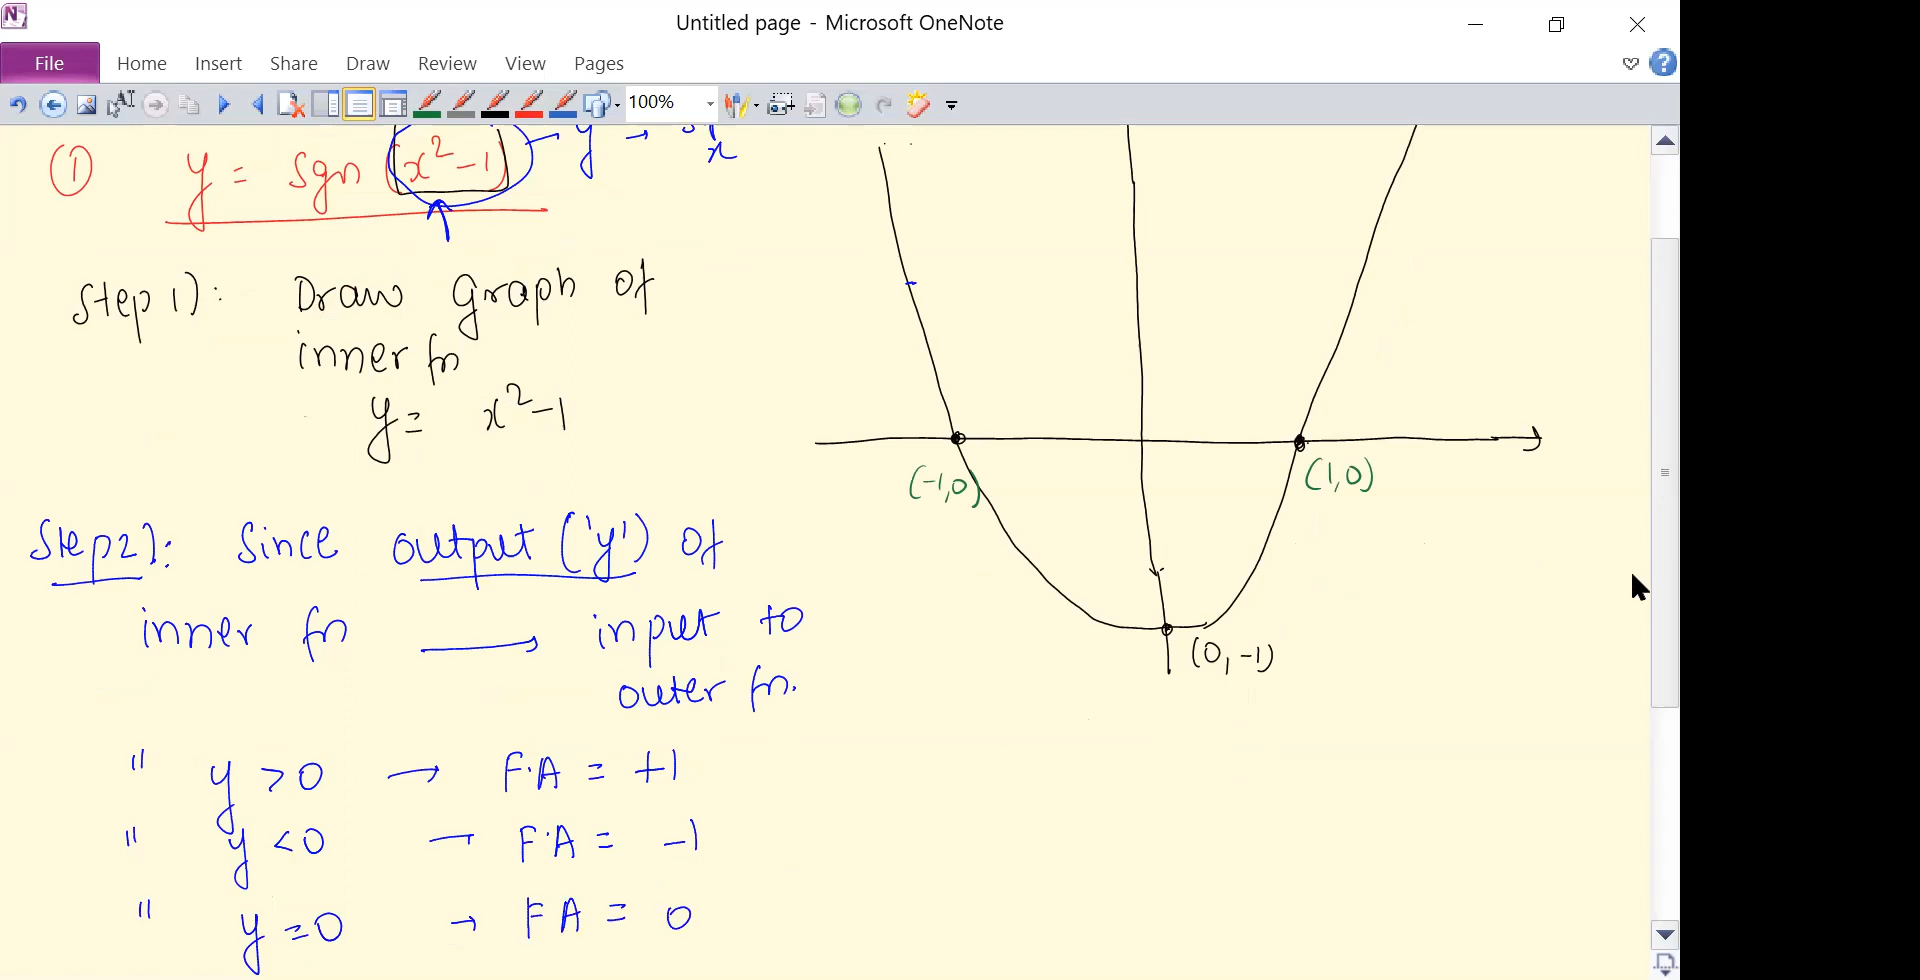 Untitled page - Microsoft OneNote
File Home Insert Share Draw Review View Pages
100%
① y = sgn (x²-1) → y →
x
Step 1): Draw Graph of
inner fn
y = x²-1
(-1,0)
(1,0)
(0,-1)
Step 2): Since output ('y') of
inner fn → input to
outer fn.
" y > 0 → F.A = +1
" y < 0 → F.A = -1
" y = 0 → F A = 0